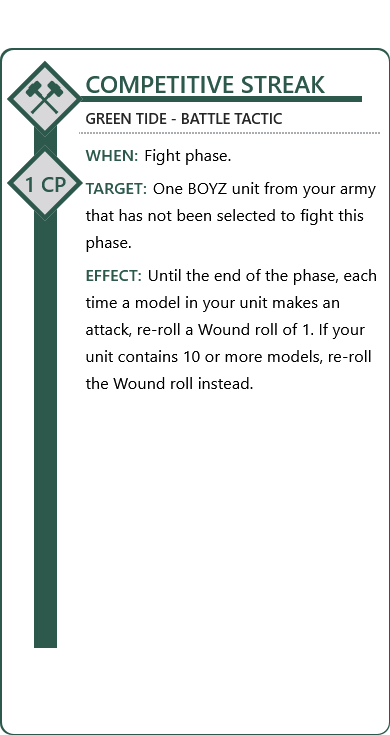 COMPETITIVE STREAK
GREEN TIDE - BATTLE TACTIC
WHEN: Fight phase.
1 CP
TARGET: One BOYZ unit from your army
that has not been selected to fight this
phase.
EFFECT: Until the end of the phase, each
time a model in your unit makes an
attack, re-roll a Wound roll of 1. If your
unit contains 10 or more models, re-roll
the Wound roll instead.